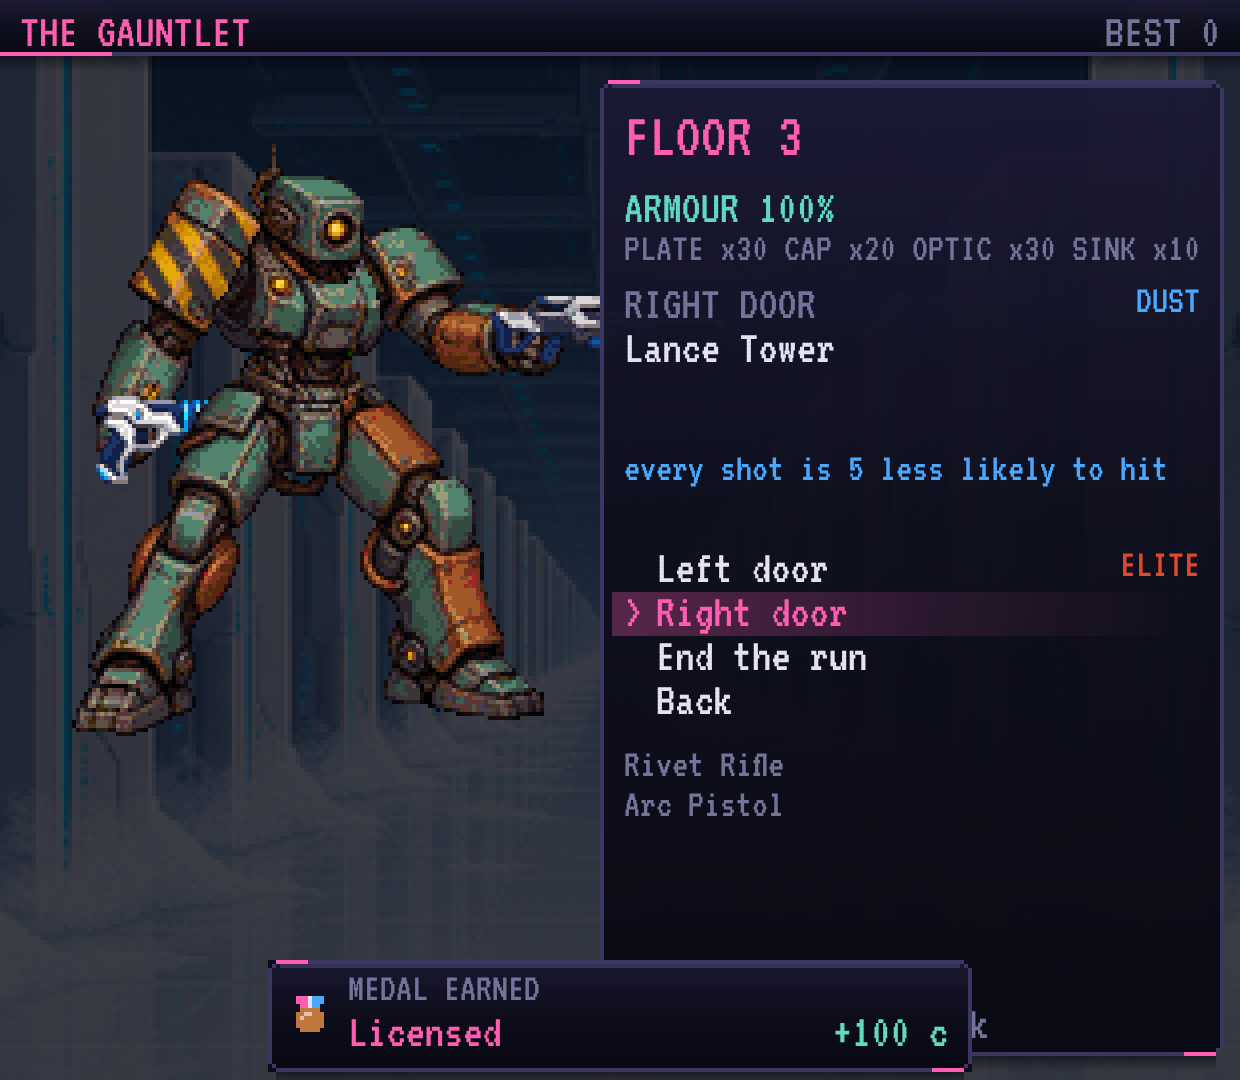 THE GAUNTLET
BEST 0
FLOOR 3
ARMOUR 100%
PLATE x30 CAP x20 OPTIC x30 SINK x10
RIGHT DOOR
DUST
Lance Tower
every shot is 5 less likely to hit
Left door
ELITE
> Right door
End the run
Back
Rivet Rifle
Arc Pistol
MEDAL EARNED
Licensed
+100 c